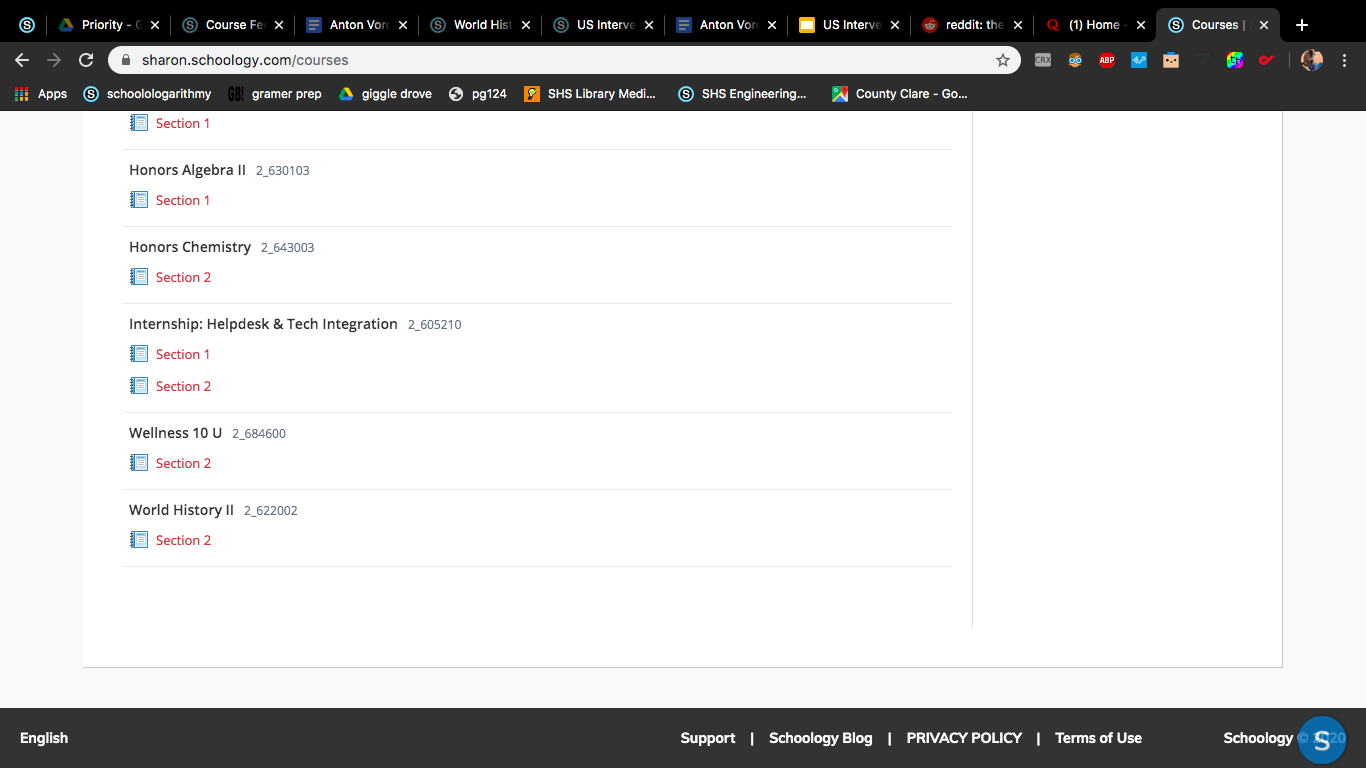 Priority - G
Course Fe
Anton Vor
World Hist
US Interve
Anton Vor
US Interve
reddit: the
(1) Home -
Courses |
sharon.schoology.com/courses
CRX
ABP
Apps
schoolologarithmy
GB!
gramer prep
giggle drove
pg124
SHS Library Medi...
SHS Engineering...
County Clare - Go...
Section 1
Honors Algebra II 2_630103
Section 1
Honors Chemistry 2_643003
Section 2
Internship: Helpdesk & Tech Integration 2_605210
Section 1
Section 2
Wellness 10 U 2_684600
Section 2
World History II 2_622002
Section 2
English
Support | Schoology Blog | PRIVACY POLICY | Terms of Use
Schoology ©
S